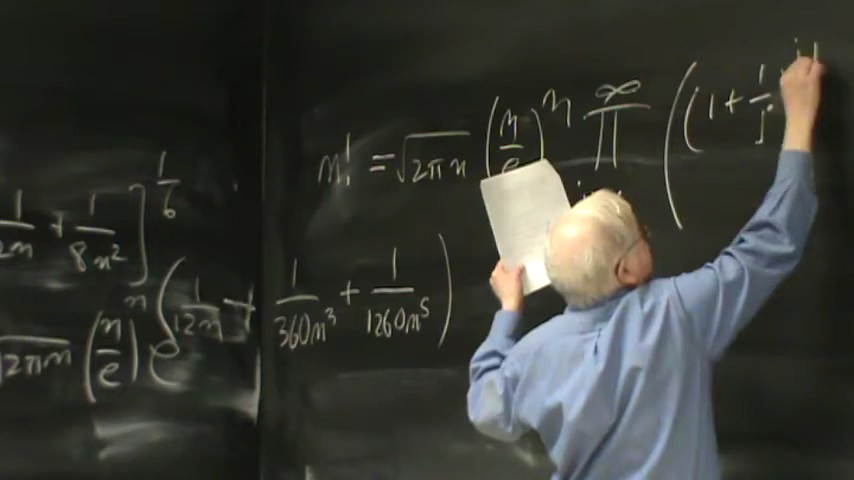 n! = √2πn (n/e)^n ∏^∞ ((1 + 1/j
1/2n + 1/8n² ]^1/6
√2πn (n/e)^n e^(1/12n - 1/360n³ + 1/1260n⁵)